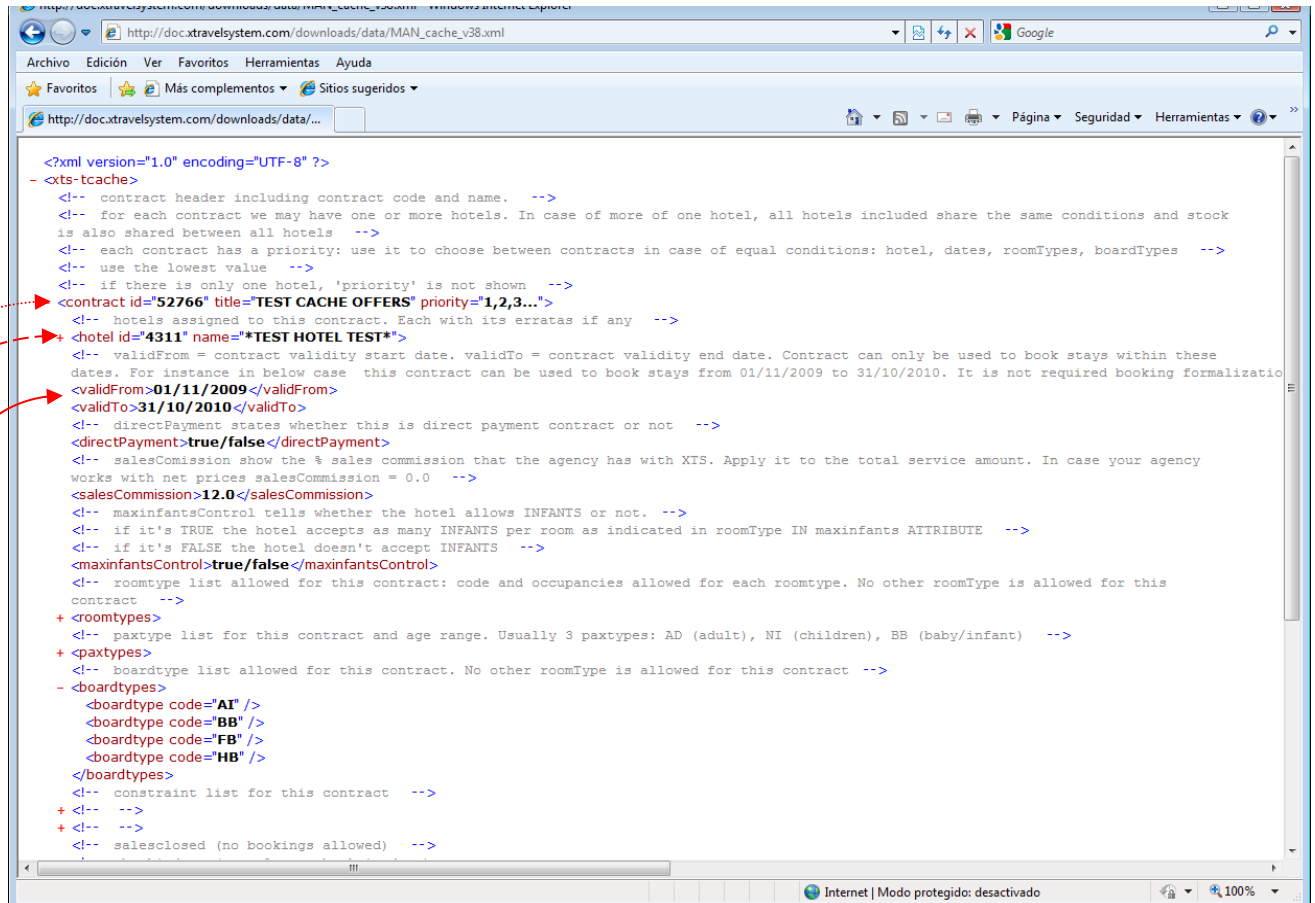 http://doc.xtravelsystem.com/downloads/data/MAN_cache_v38.xml - Windows Internet Explorer
http://doc.xtravelsystem.com/downloads/data/MAN_cache_v38.xml
Google
Archivo Edición Ver Favoritos Herramientas Ayuda
Favoritos Más complementos Sitios sugeridos
http://doc.xtravelsystem.com/downloads/data/... Página Seguridad Herramientas
<?xml version="1.0" encoding="UTF-8" ?>
- <xts-tcache>
<!-- contract header including contract code and name. -->
<!-- for each contract we may have one or more hotels. In case of more of one hotel, all hotels included share the same conditions and stock
is also shared between all hotels -->
<!-- each contract has a priority: use it to choose between contracts in case of equal conditions: hotel, dates, roomTypes, boardTypes -->
<!-- use the lowest value -->
<!-- if there is only one hotel, 'priority' is not shown -->
<contract id="52766" title="TEST CACHE OFFERS" priority="1,2,3...">
<!-- hotels assigned to this contract. Each with its erratas if any -->
+ <hotel id="4311" name="*TEST HOTEL TEST*">
<!-- validFrom = contract validity start date. validTo = contract validity end date. Contract can only be used to book stays within these
dates. For instance in below case this contract can be used to book stays from 01/11/2009 to 31/10/2010. It is not required booking formalizatio
<validFrom>01/11/2009</validFrom>
<validTo>31/10/2010</validTo>
<!-- directPayment states whether this is direct payment contract or not -->
<directPayment>true/false</directPayment>
<!-- salesComission show the % sales commission that the agency has with XTS. Apply it to the total service amount. In case your agency
works with net prices salesCommission = 0.0 -->
<salesCommission>12.0</salesCommission>
<!-- maxinfantsControl tells whether the hotel allows INFANTS or not. -->
<!-- if it's TRUE the hotel accepts as many INFANTS per room as indicated in roomType IN maxinfants ATTRIBUTE -->
<!-- if it's FALSE the hotel doesn't accept INFANTS -->
<maxinfantsControl>true/false</maxinfantsControl>
<!-- roomtype list allowed for this contract: code and occupancies allowed for each roomtype. No other roomType is allowed for this
contract -->
+ <roomtypes>
<!-- paxtype list for this contract and age range. Usually 3 paxtypes: AD (adult), NI (children), BB (baby/infant) -->
+ <paxtypes>
<!-- boardtype list allowed for this contract. No other roomType is allowed for this contract -->
- <boardtypes>
<boardtype code="AI" />
<boardtype code="BB" />
<boardtype code="FB" />
<boardtype code="HB" />
</boardtypes>
<!-- constraint list for this contract -->
+ <!-- -->
+ <!-- -->
<!-- salesclosed (no bookings allowed) -->
Internet | Modo protegido: desactivado 100%